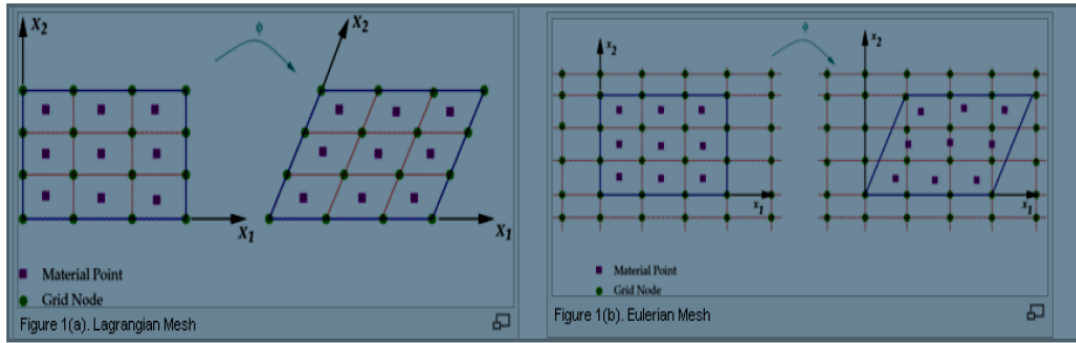 X2
ϕ
X2
X1
X1
Material Point
Grid Node
Figure 1(a). Lagrangian Mesh
x2
ϕ
x2
x1
x1
Material Point
Grid Node
Figure 1(b). Eulerian Mesh